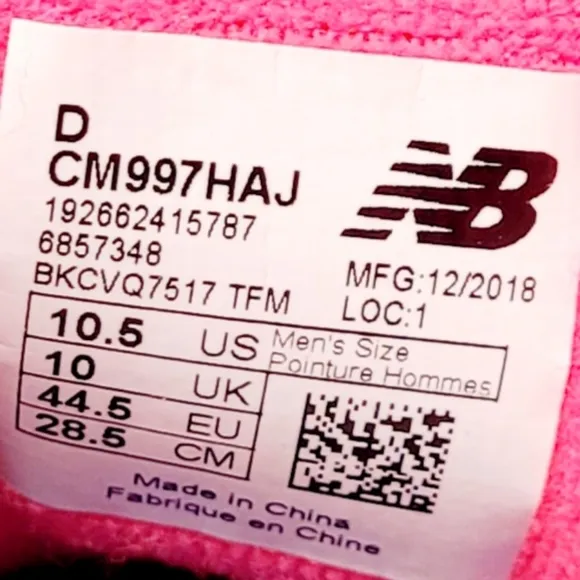 D
CM997HAJ
192662415787
6857348
BKCVQ7517 TFM
NB
MFG:12/2018
LOC:1
10.5 US Men's Size
Pointure Hommes
10 UK
44.5 EU
28.5 CM
Made in China
Fabrique en Chine